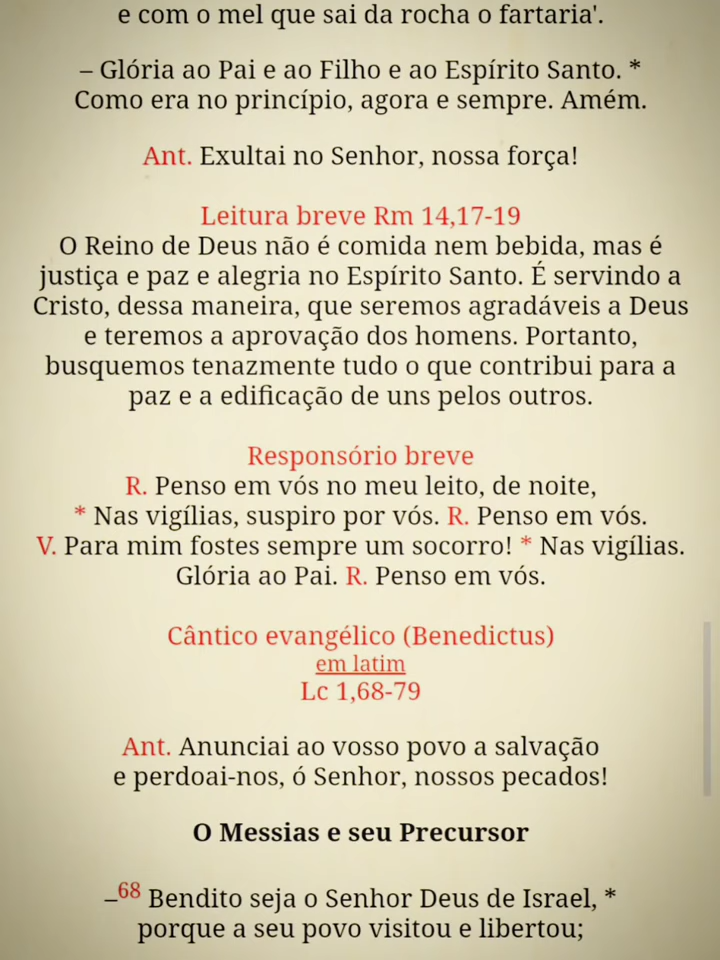 e com o mel que sai da rocha o fartaria'.
– Glória ao Pai e ao Filho e ao Espírito Santo. *
Como era no princípio, agora e sempre. Amém.
Ant. Exultai no Senhor, nossa força!
Leitura breve Rm 14,17-19
O Reino de Deus não é comida nem bebida, mas é
justiça e paz e alegria no Espírito Santo. É servindo a
Cristo, dessa maneira, que seremos agradáveis a Deus
e teremos a aprovação dos homens. Portanto,
busquemos tenazmente tudo o que contribui para a
paz e a edificação de uns pelos outros.
Responsório breve
R. Penso em vós no meu leito, de noite,
* Nas vigílias, suspiro por vós. R. Penso em vós.
V. Para mim fostes sempre um socorro! * Nas vigílias.
Glória ao Pai. R. Penso em vós.
Cântico evangélico (Benedictus)
em latim
Lc 1,68-79
Ant. Anunciai ao vosso povo a salvação
e perdoai-nos, ó Senhor, nossos pecados!
O Messias e seu Precursor
–68 Bendito seja o Senhor Deus de Israel, *
porque a seu povo visitou e libertou;